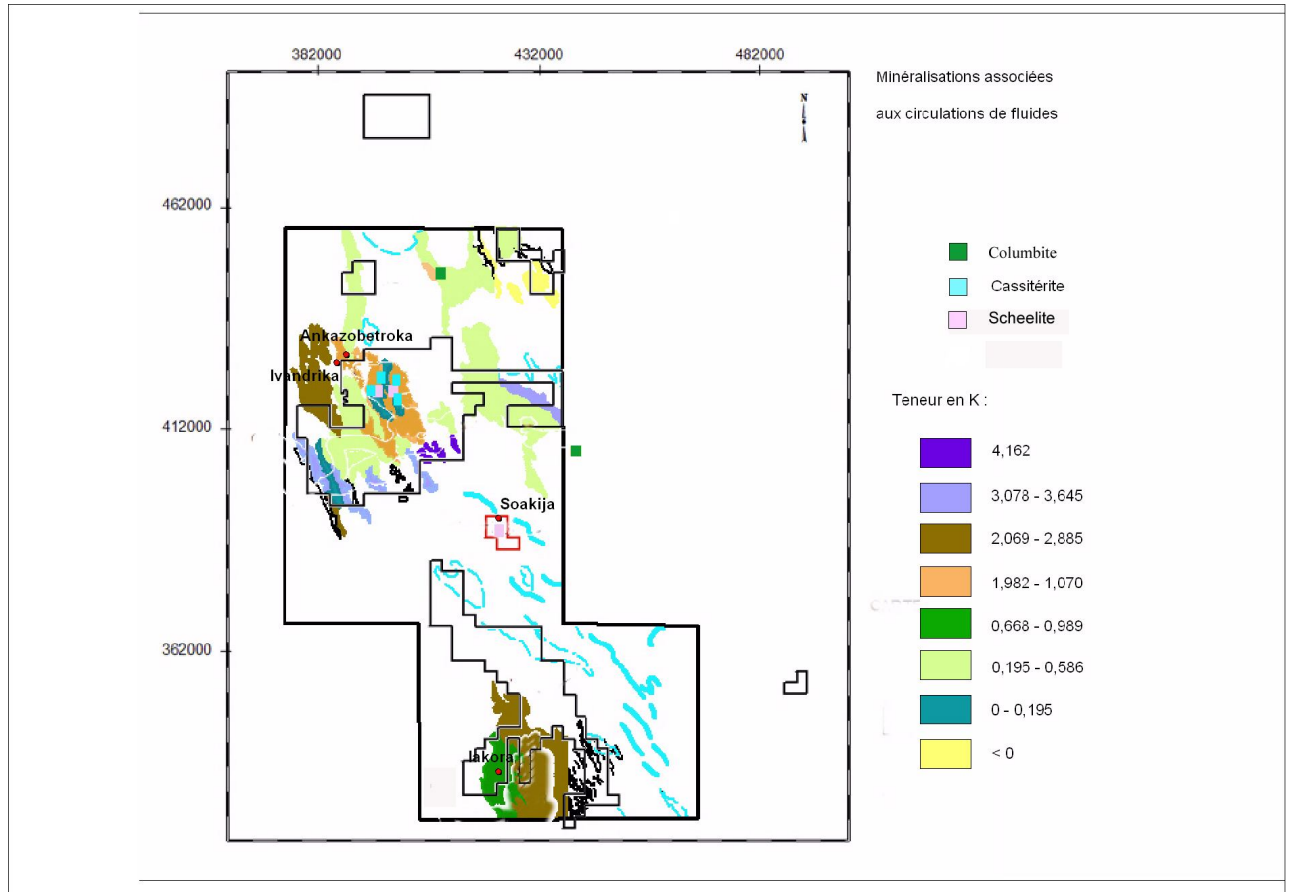 382000
432000
482000
Minéralisations associées
aux circulations de fluides
N
462000
412000
362000
Ankazobetroka
Ivandrika
Soakija
Iakora
Columbite
Cassitérite
Scheelite
Teneur en K :
4,162
3,078 - 3,645
2,069 - 2,885
1,982 - 1,070
0,668 - 0,989
0,195 - 0,586
0 - 0,195
< 0